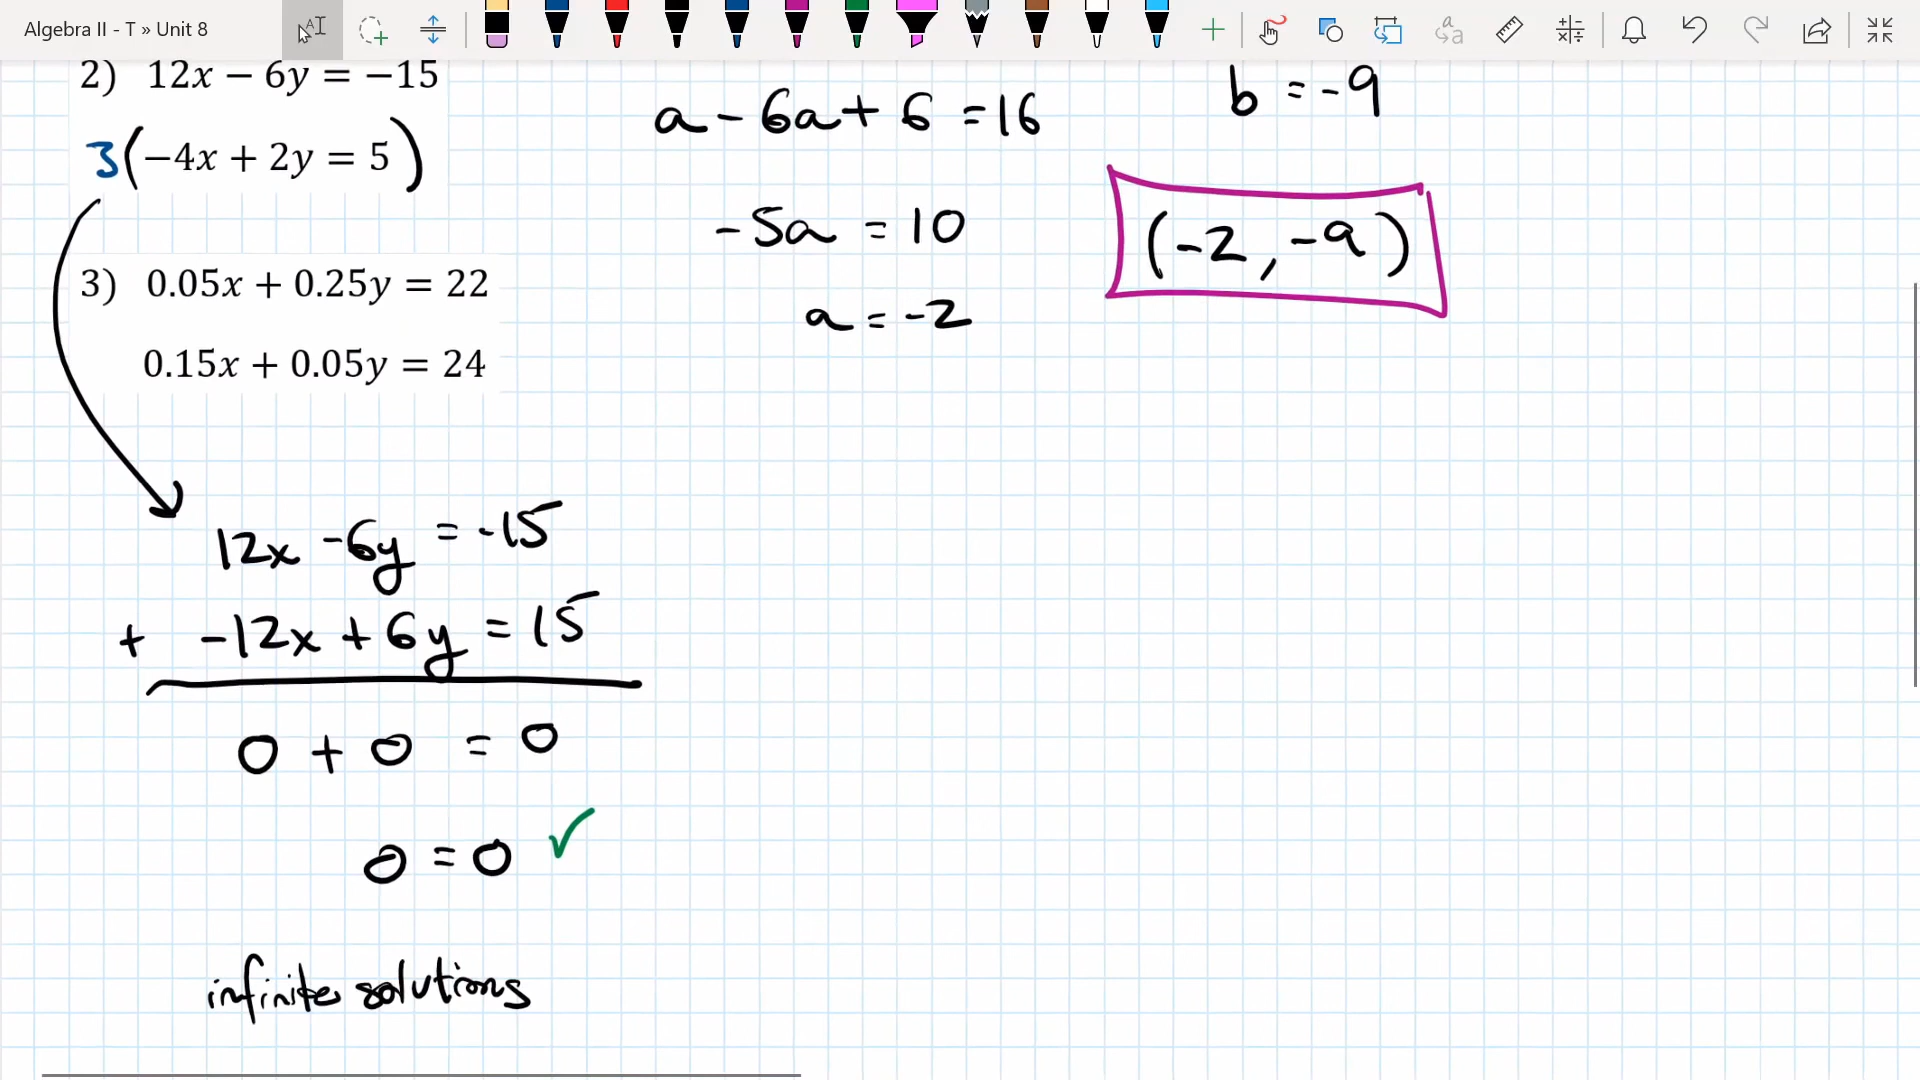 Algebra II - T » Unit 8
2) 12x − 6y = −15
3(−4x + 2y = 5)
3) 0.05x + 0.25y = 22
0.15x + 0.05y = 24
12x - 6y = -15
+ -12x + 6y = 15
0 + 0 = 0
0 = 0 ✓
infinite solutions
a - 6a + 6 = 16
-5a = 10
a = -2
b = -9
(-2, -9)